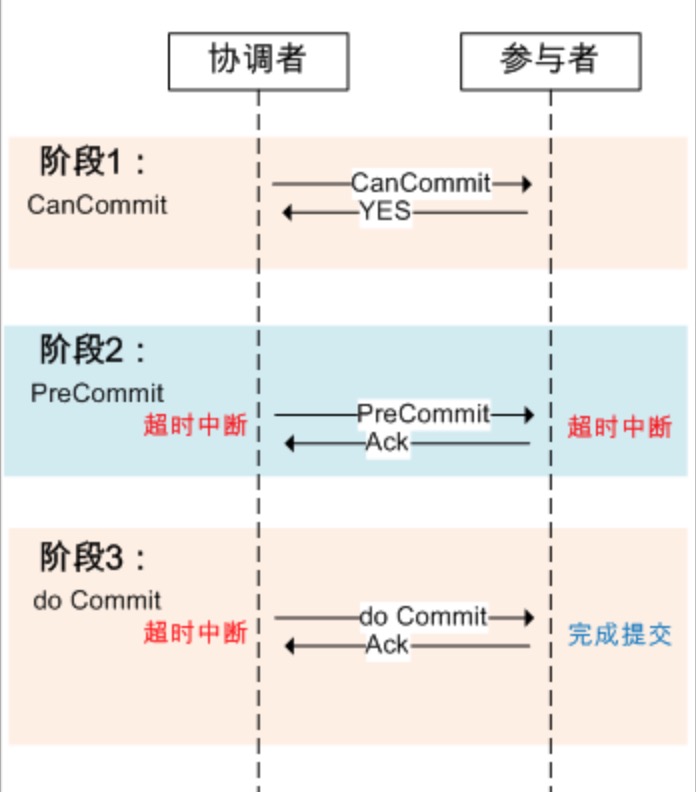 协调者
参与者
阶段1：
CanCommit
CanCommit
YES
阶段2：
PreCommit
超时中断
PreCommit
Ack
超时中断
阶段3：
do Commit
超时中断
do Commit
Ack
完成提交